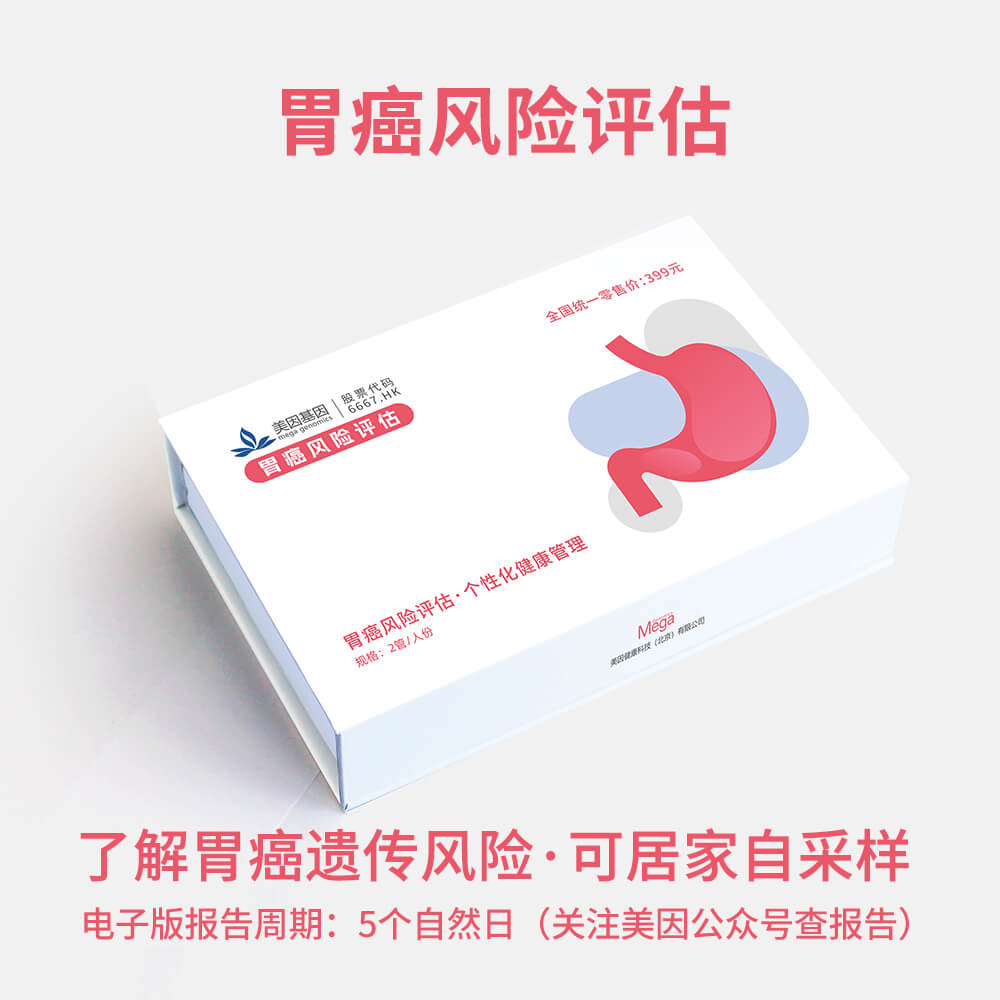 胃癌风险评估
全国统一零售价:399元
美因基因
mega genomics
股票代码
6667.HK
胃癌风险评估
胃癌风险评估·个性化健康管理
规格：2管/人份
Mega
美因健康科技（北京）有限公司
了解胃癌遗传风险·可居家自采样
电子版报告周期：5个自然日（关注美因公众号查报告）